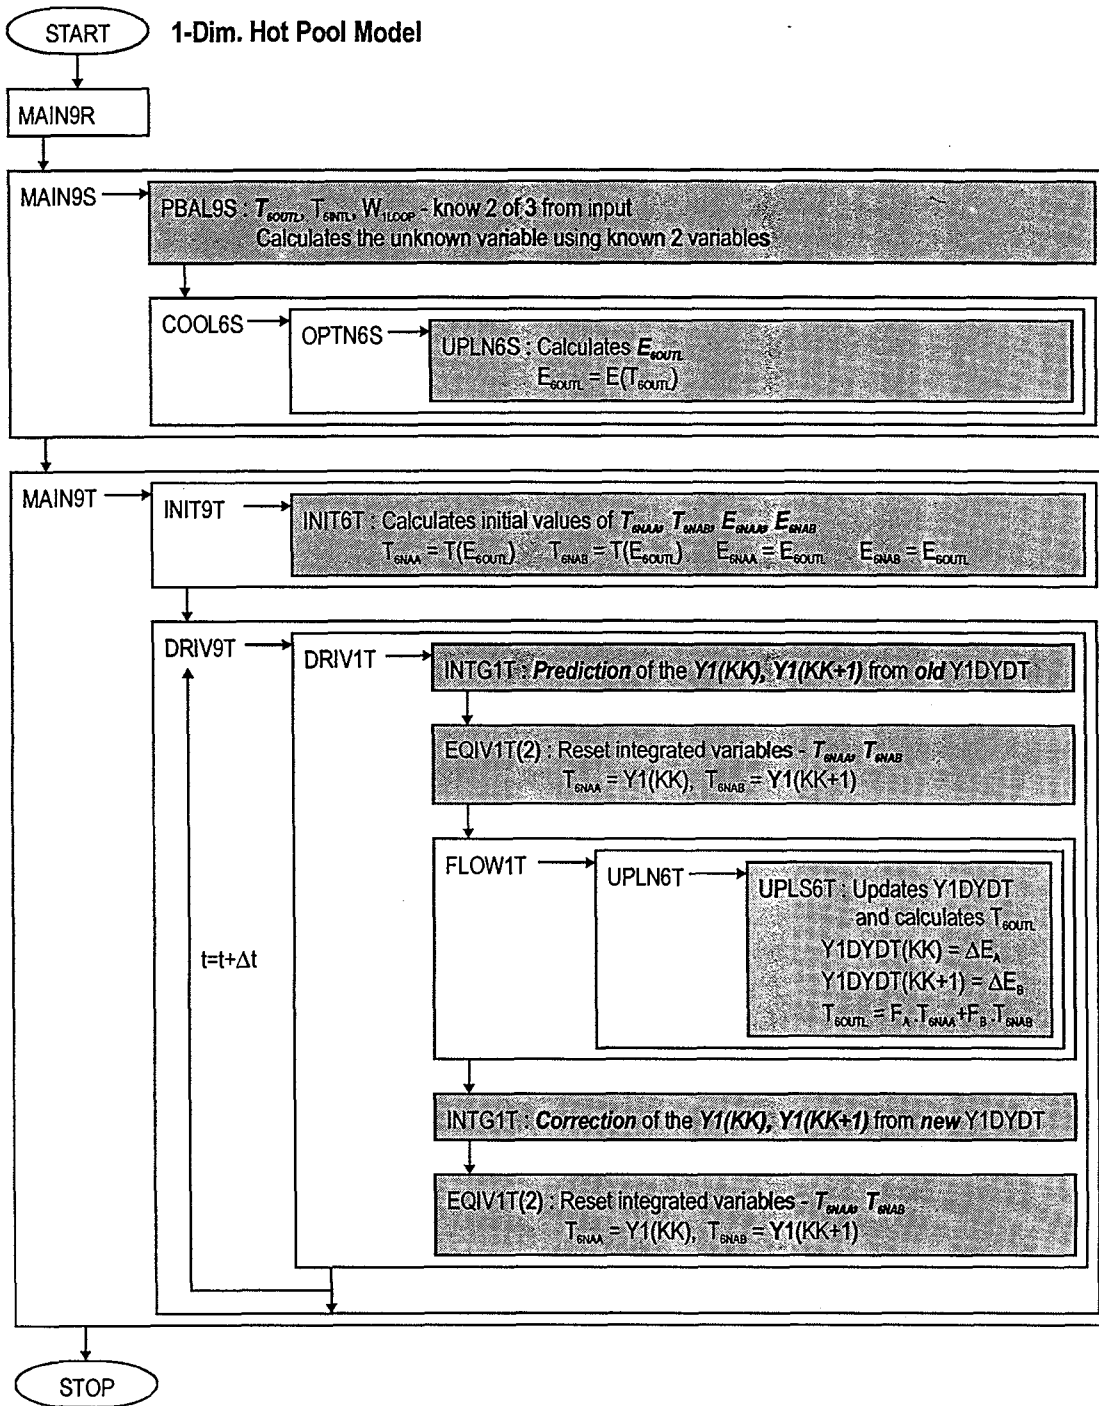 START
1-Dim. Hot Pool Model
MAIN9R
MAIN9S
PBAL9S : T6OUTL, T6INTL, W1LOOP - know 2 of 3 from input
Calculates the unknown variable using known 2 variables
COOL6S
OPTN6S
UPLN6S : Calculates E6OUTL
E6OUTL = E(T6OUTL)
MAIN9T
INIT9T
INIT6T : Calculates initial values of T6NAA, T6NAB, E6NAA, E6NAB
T6NAA = T(E6OUTL) T6NAB = T(E6OUTL) E6NAA = E6OUTL E6NAB = E6OUTL
DRIV9T
DRIV1T
INTG1T : Prediction of the Y1(KK), Y1(KK+1) from old Y1DYDT
EQIV1T(2) : Reset integrated variables - T6NAA, T6NAB
T6NAA = Y1(KK), T6NAB = Y1(KK+1)
FLOW1T
UPLN6T
UPLS6T : Updates Y1DYDT
and calculates T6OUTL
Y1DYDT(KK) = ΔEA
Y1DYDT(KK+1) = ΔEB
T6OUTL = FA.T6NAA+FB.T6NAB
t=t+Δt
INTG1T : Correction of the Y1(KK), Y1(KK+1) from new Y1DYDT
EQIV1T(2) : Reset integrated variables - T6NAA, T6NAB
T6NAA = Y1(KK), T6NAB = Y1(KK+1)
STOP